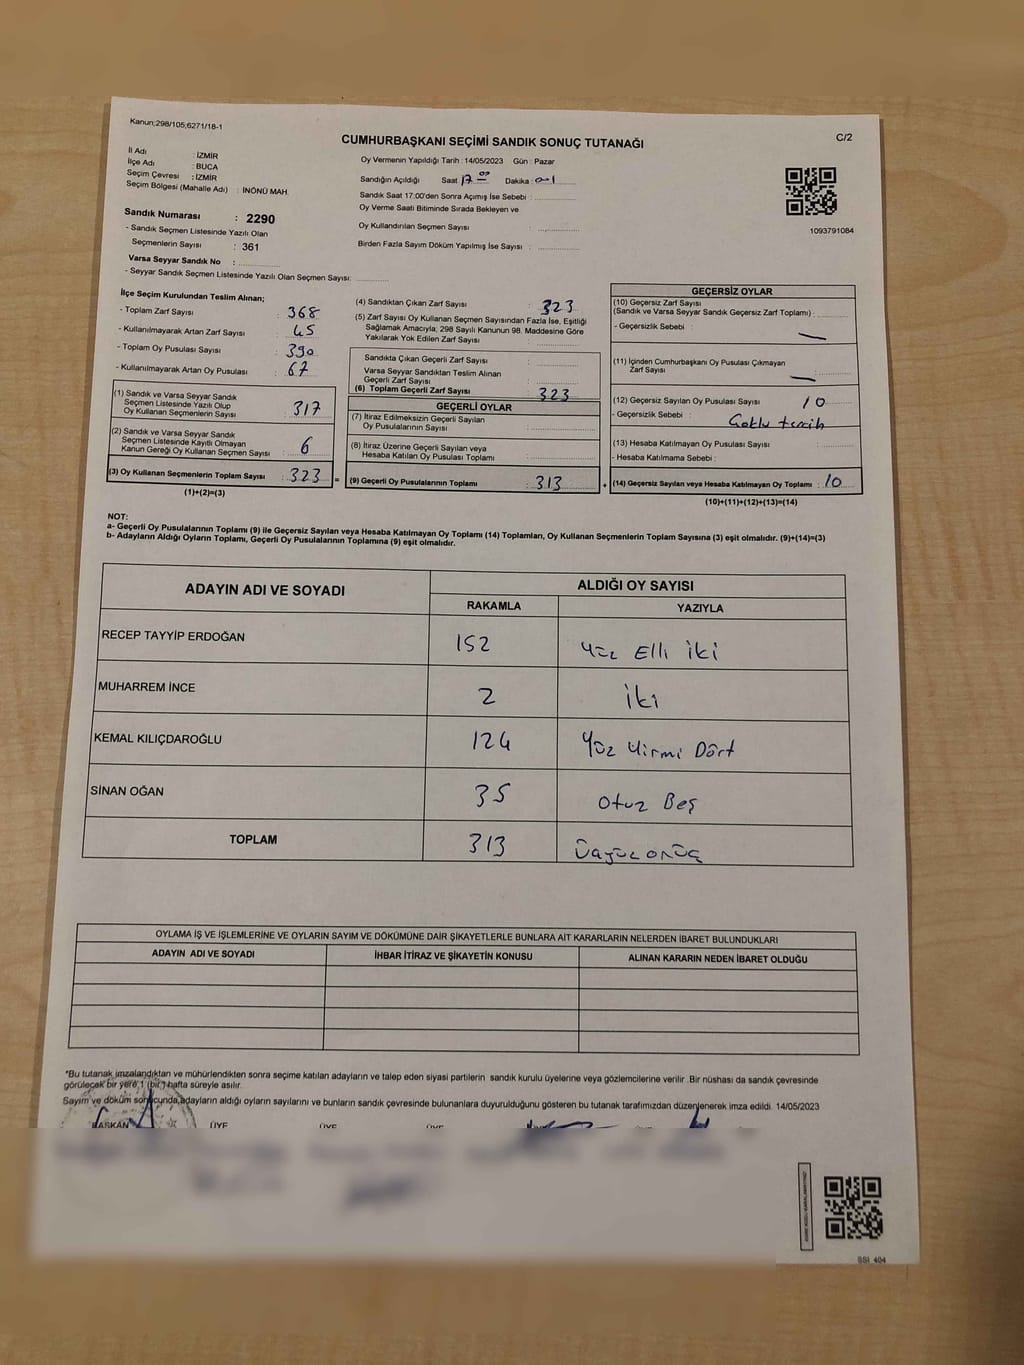 Kanun;298/105;6271/18-1
C/2
CUMHURBAŞKANI SEÇİMİ SANDIK SONUÇ TUTANAĞI
İl Adı : İZMİR
İlçe Adı : BUCA
Seçim Çevresi : İZMİR
Seçim Bölgesi (Mahalle Adı) : İNÖNÜ MAH.
Sandık Numarası : 2290
- Sandık Seçmen Listesinde Yazılı Olan
Seçmenlerin Sayısı : 361
Varsa Seyyar Sandık No :
- Seyyar Sandık Seçmen Listesinde Yazılı Olan Seçmen Sayısı:
Oy Vermenin Yapıldığı Tarih : 14/05/2023 Gün : Pazar
Sandığın Açıldığı Saat 17 00 Dakika :
Sandık Saat 17:00'den Sonra Açımış İse Sebebi :
Oy Verme Saati Bitiminde Sırada Bekleyen ve
Oy Kullandırılan Seçmen Sayısı :
Birden Fazla Sayım Döküm Yapılmış İse Sayısı :
1093791084
İlçe Seçim Kurulundan Teslim Alınan;
- Toplam Zarf Sayısı : 368
- Kullanılmayarak Artan Zarf Sayısı : 45
- Toplam Oy Pusulası Sayısı : 390
- Kullanılmayarak Artan Oy Pusulası : 67
(1) Sandık ve Varsa Seyyar Sandık
Seçmen Listesinde Yazılı Olup
Oy Kullanan Seçmenlerin Sayısı : 317
(2) Sandık ve Varsa Seyyar Sandık
Seçmen Listesinde Kayıtlı Olmayan
Kanun Gereği Oy Kullanan Seçmen Sayısı : 6
(3) Oy Kullanan Seçmenlerin Toplam Sayısı : 323 =
(1)+(2)=(3)
(4) Sandıktan Çıkan Zarf Sayısı : 323
(5) Zarf Sayısı Oy Kullanan Seçmen Sayısından Fazla İse, Eşitliği
Sağlamak Amacıyla, 298 Sayılı Kanunun 98. Maddesine Göre
Yakılarak Yok Edilen Zarf Sayısı :
Sandıkta Çıkan Geçerli Zarf Sayısı :
Varsa Seyyar Sandıktan Teslim Alınan
Geçerli Zarf Sayısı :
(6) Toplam Geçerli Zarf Sayısı : 323
GEÇERLİ OYLAR
(7) İtiraz Edilmeksizin Geçerli Sayılan
Oy Pusulalarının Sayısı :
(8) İtiraz Üzerine Geçerli Sayılan veya
Hesaba Katılan Oy Pusulası Toplamı :
(9) Geçerli Oy Pusulalarının Toplamı : 313 +
GEÇERSİZ OYLAR
(10) Geçersiz Zarf Sayısı
(Sandık ve Varsa Seyyar Sandık Geçersiz Zarf Toplamı) :
- Geçersizlik Sebebi :
(11) İçinden Cumhurbaşkanı Oy Pusulası Çıkmayan
Zarf Sayısı :
(12) Geçersiz Sayılan Oy Pusulası Sayısı : 10
- Geçersizlik Sebebi : Çoklu tercih
(13) Hesaba Katılmayan Oy Pusulası Sayısı :
- Hesaba Katılmama Sebebi :
(14) Geçersiz Sayılan veya Hesaba Katılmayan Oy Toplamı : 10
(10)+(11)+(12)+(13)=(14)
NOT:
a- Geçerli Oy Pusulalarının Toplamı (9) ile Geçersiz Sayılan veya Hesaba Katılmayan Oy Toplamı (14) Toplamları, Oy Kullanan Seçmenlerin Toplam Sayısına (3) eşit olmalıdır. (9)+(14)=(3)
b- Adayların Aldığı Oyların Toplamı, Geçerli Oy Pusulalarının Toplamına (9) eşit olmalıdır.
ADAYIN ADI VE SOYADI ALDIĞI OY SAYISI
RAKAMLA YAZIYLA
RECEP TAYYİP ERDOĞAN 152 Yüz Elli İki
MUHARREM İNCE 2 İki
KEMAL KILIÇDAROĞLU 124 Yüz Yirmi Dört
SİNAN OĞAN 35 Otuz Beş
TOPLAM 313 Üçyüz onüç
OYLAMA İŞ VE İŞLEMLERİNE VE OYLARIN SAYIM VE DÖKÜMÜNE DAİR ŞİKAYETLERLE BUNLARA AİT KARARLARIN NELERDEN İBARET BULUNDUKLARI
ADAYIN ADI VE SOYADI İHBAR İTİRAZ VE ŞİKAYETİN KONUSU ALINAN KARARIN NEDEN İBARET OLDUĞU
*Bu tutanak imzalandıktan ve mühürlendikten sonra seçime katılan adayların ve talep eden siyasi partilerin sandık kurulu üyelerine veya gözlemcilerine verilir .Bir nüshası da sandık çevresinde
görülecek bir yere 1 (bir) hafta süreyle asılır.
Sayım ve döküm sonucunda,adayların aldığı oyların sayılarını ve bunların sandık çevresinde bulunanlara duyurulduğunu gösteren bu tutanak tarafımızdan düzenlenerek imza edildi. 14/05/2023
BAŞKAN ÜYE ÜYE ÜYE